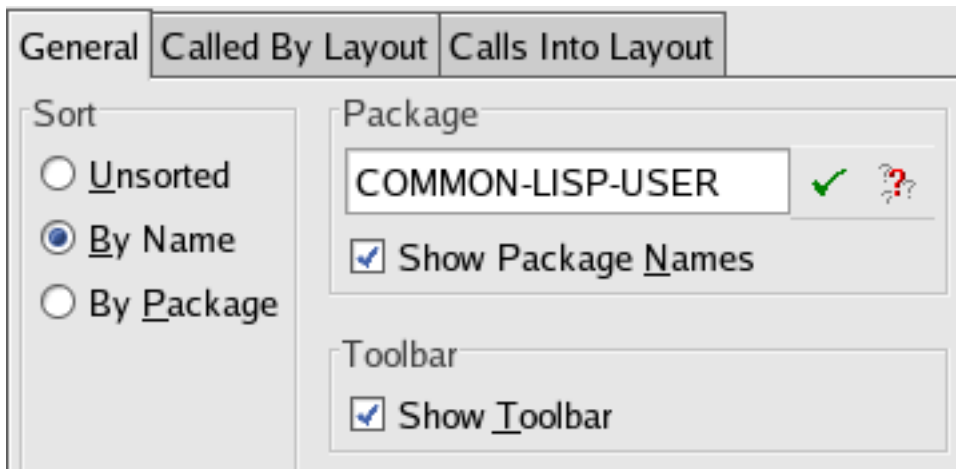 General
Called By Layout
Calls Into Layout
Sort
Unsorted
By Name
By Package
Package
COMMON-LISP-USER
Show Package Names
Toolbar
Show Toolbar